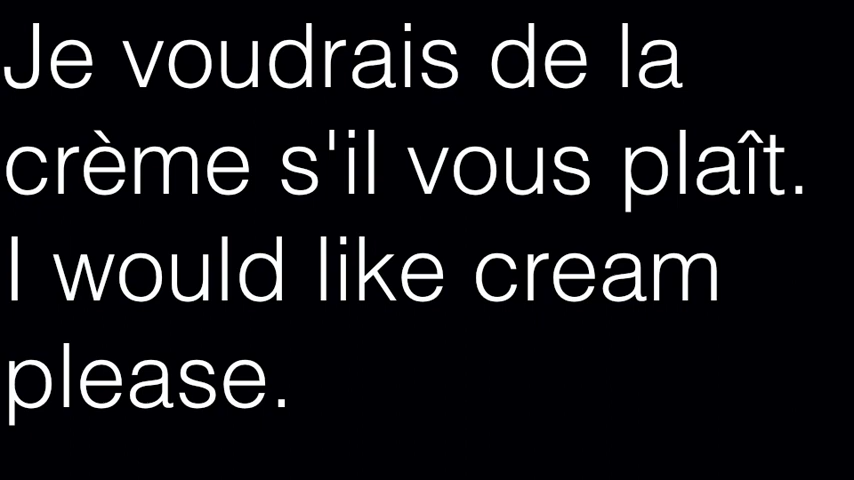 Je voudrais de la
crème s'il vous plaît.
I would like cream
please.